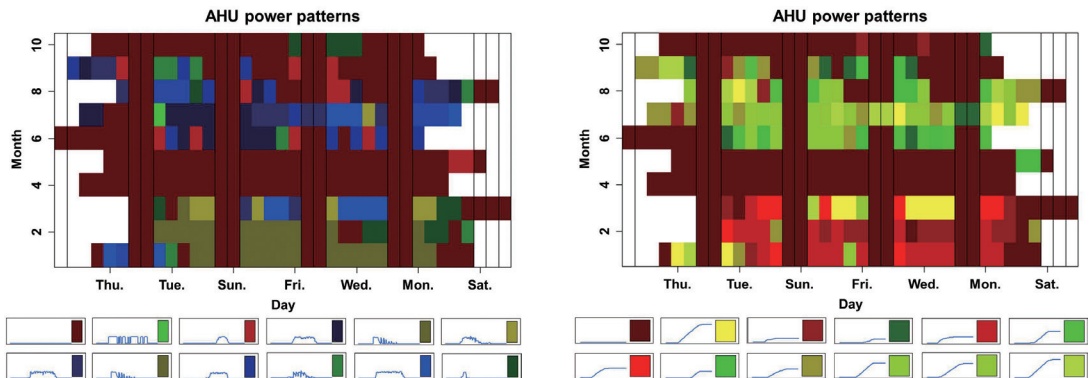 AHU power patterns
10
8
6
4
2
Month
Thu. Tue. Sun. Fri. Wed. Mon. Sat.
Day
AHU power patterns
10
8
6
4
2
Month
Thu. Tue. Sun. Fri. Wed. Mon. Sat.
Day